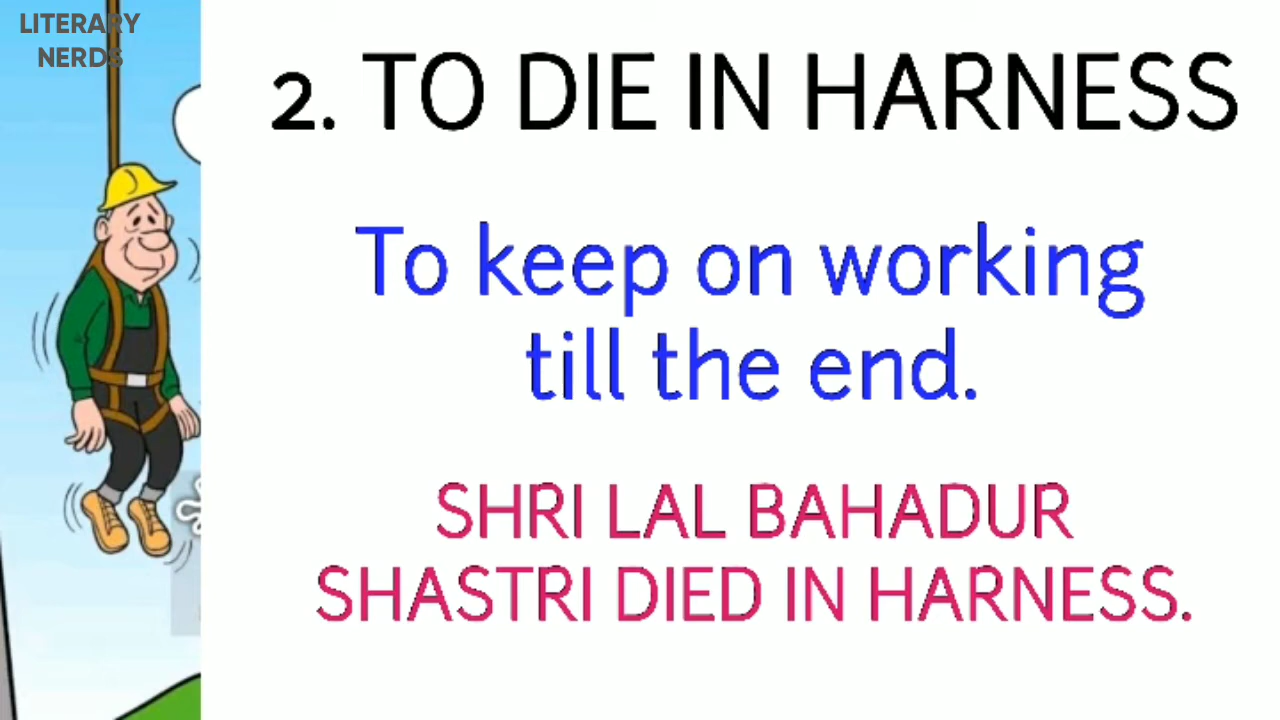 LITERARY
NERDS
2. TO DIE IN HARNESS
To keep on working
till the end.
SHRI LAL BAHADUR
SHASTRI DIED IN HARNESS.